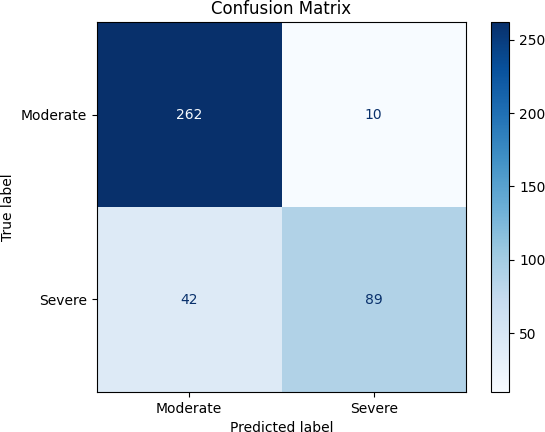 Confusion Matrix
True label
Moderate
Severe
262
10
42
89
Moderate
Severe
Predicted label
250
200
150
100
50